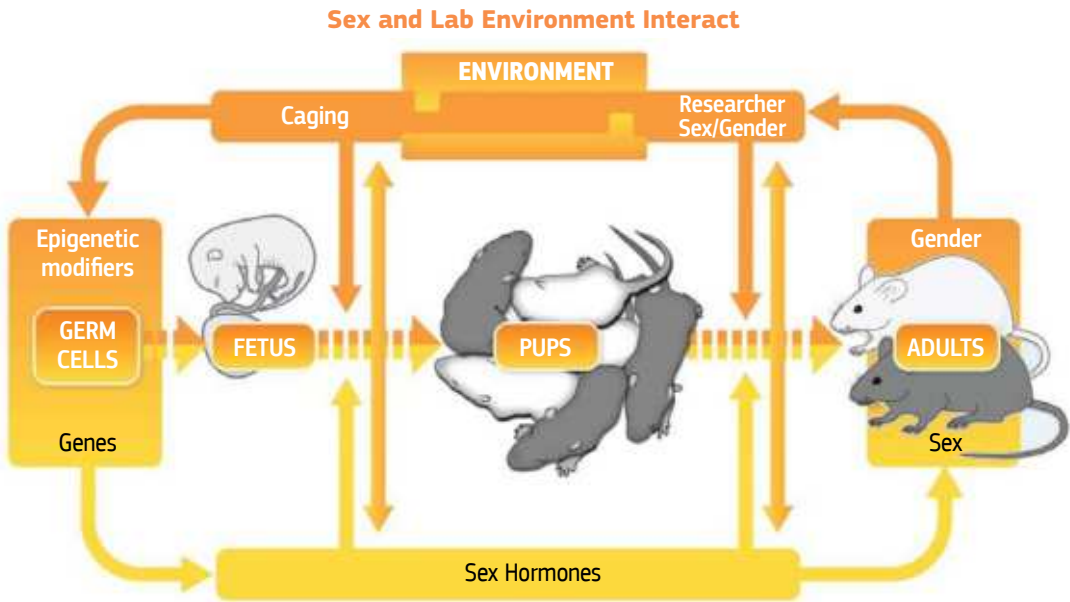 Sex and Lab Environment Interact
ENVIRONMENT
Caging
Researcher
Sex/Gender
Epigenetic
modifiers
GERM
CELLS
Genes
FETUS
PUPS
Gender
ADULTS
Sex
Sex Hormones